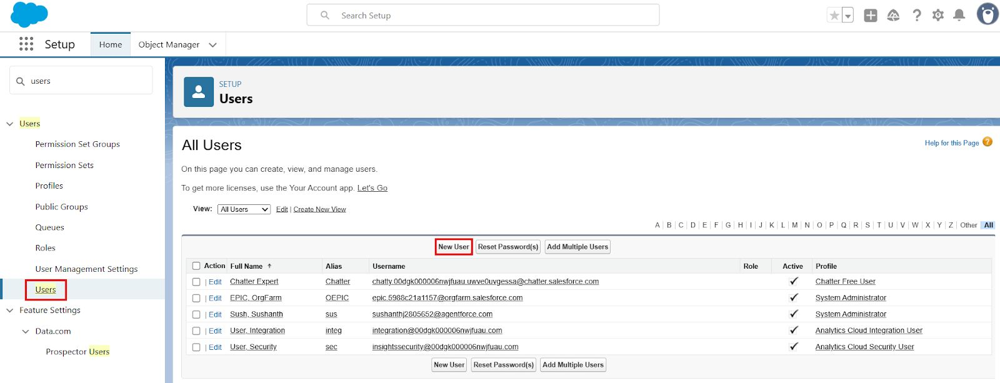 Search Setup
Setup
Home
Object Manager
users
SETUP
Users
Users
Permission Set Groups
Permission Sets
Profiles
Public Groups
Queues
Roles
User Management Settings
Users
Feature Settings
Data.com
Prospector Users
All Users
Help for this Page ?
On this page you can create, view, and manage users.
To get more licenses, use the Your Account app. Let's Go
View: All Users Edit | Create New View
A | B | C | D | E | F | G | H | I | J | K | L | M | N | O | P | Q | R | S | T | U | V | W | X | Y | Z | Other All
New User Reset Password(s) Add Multiple Users
Action Full Name ↑ Alias Username Role Active Profile
| Edit Chatter Expert Chatter chatty.00dgk000006nwjfuau.uwve0uvgessa@chatter.salesforce.com ✓ Chatter Free User
| Edit EPIC, OrgFarm OEPIC epic.5988c21a1157@orgfarm.salesforce.com ✓ System Administrator
| Edit Sush, Sushanth sus sushanthj2805652@agentforce.com ✓ System Administrator
| Edit User, Integration integ integration@00dgk000006nwjfuau.com ✓ Analytics Cloud Integration User
| Edit User, Security sec insightssecurity@00dgk000006nwjfuau.com ✓ Analytics Cloud Security User
New User Reset Password(s) Add Multiple Users